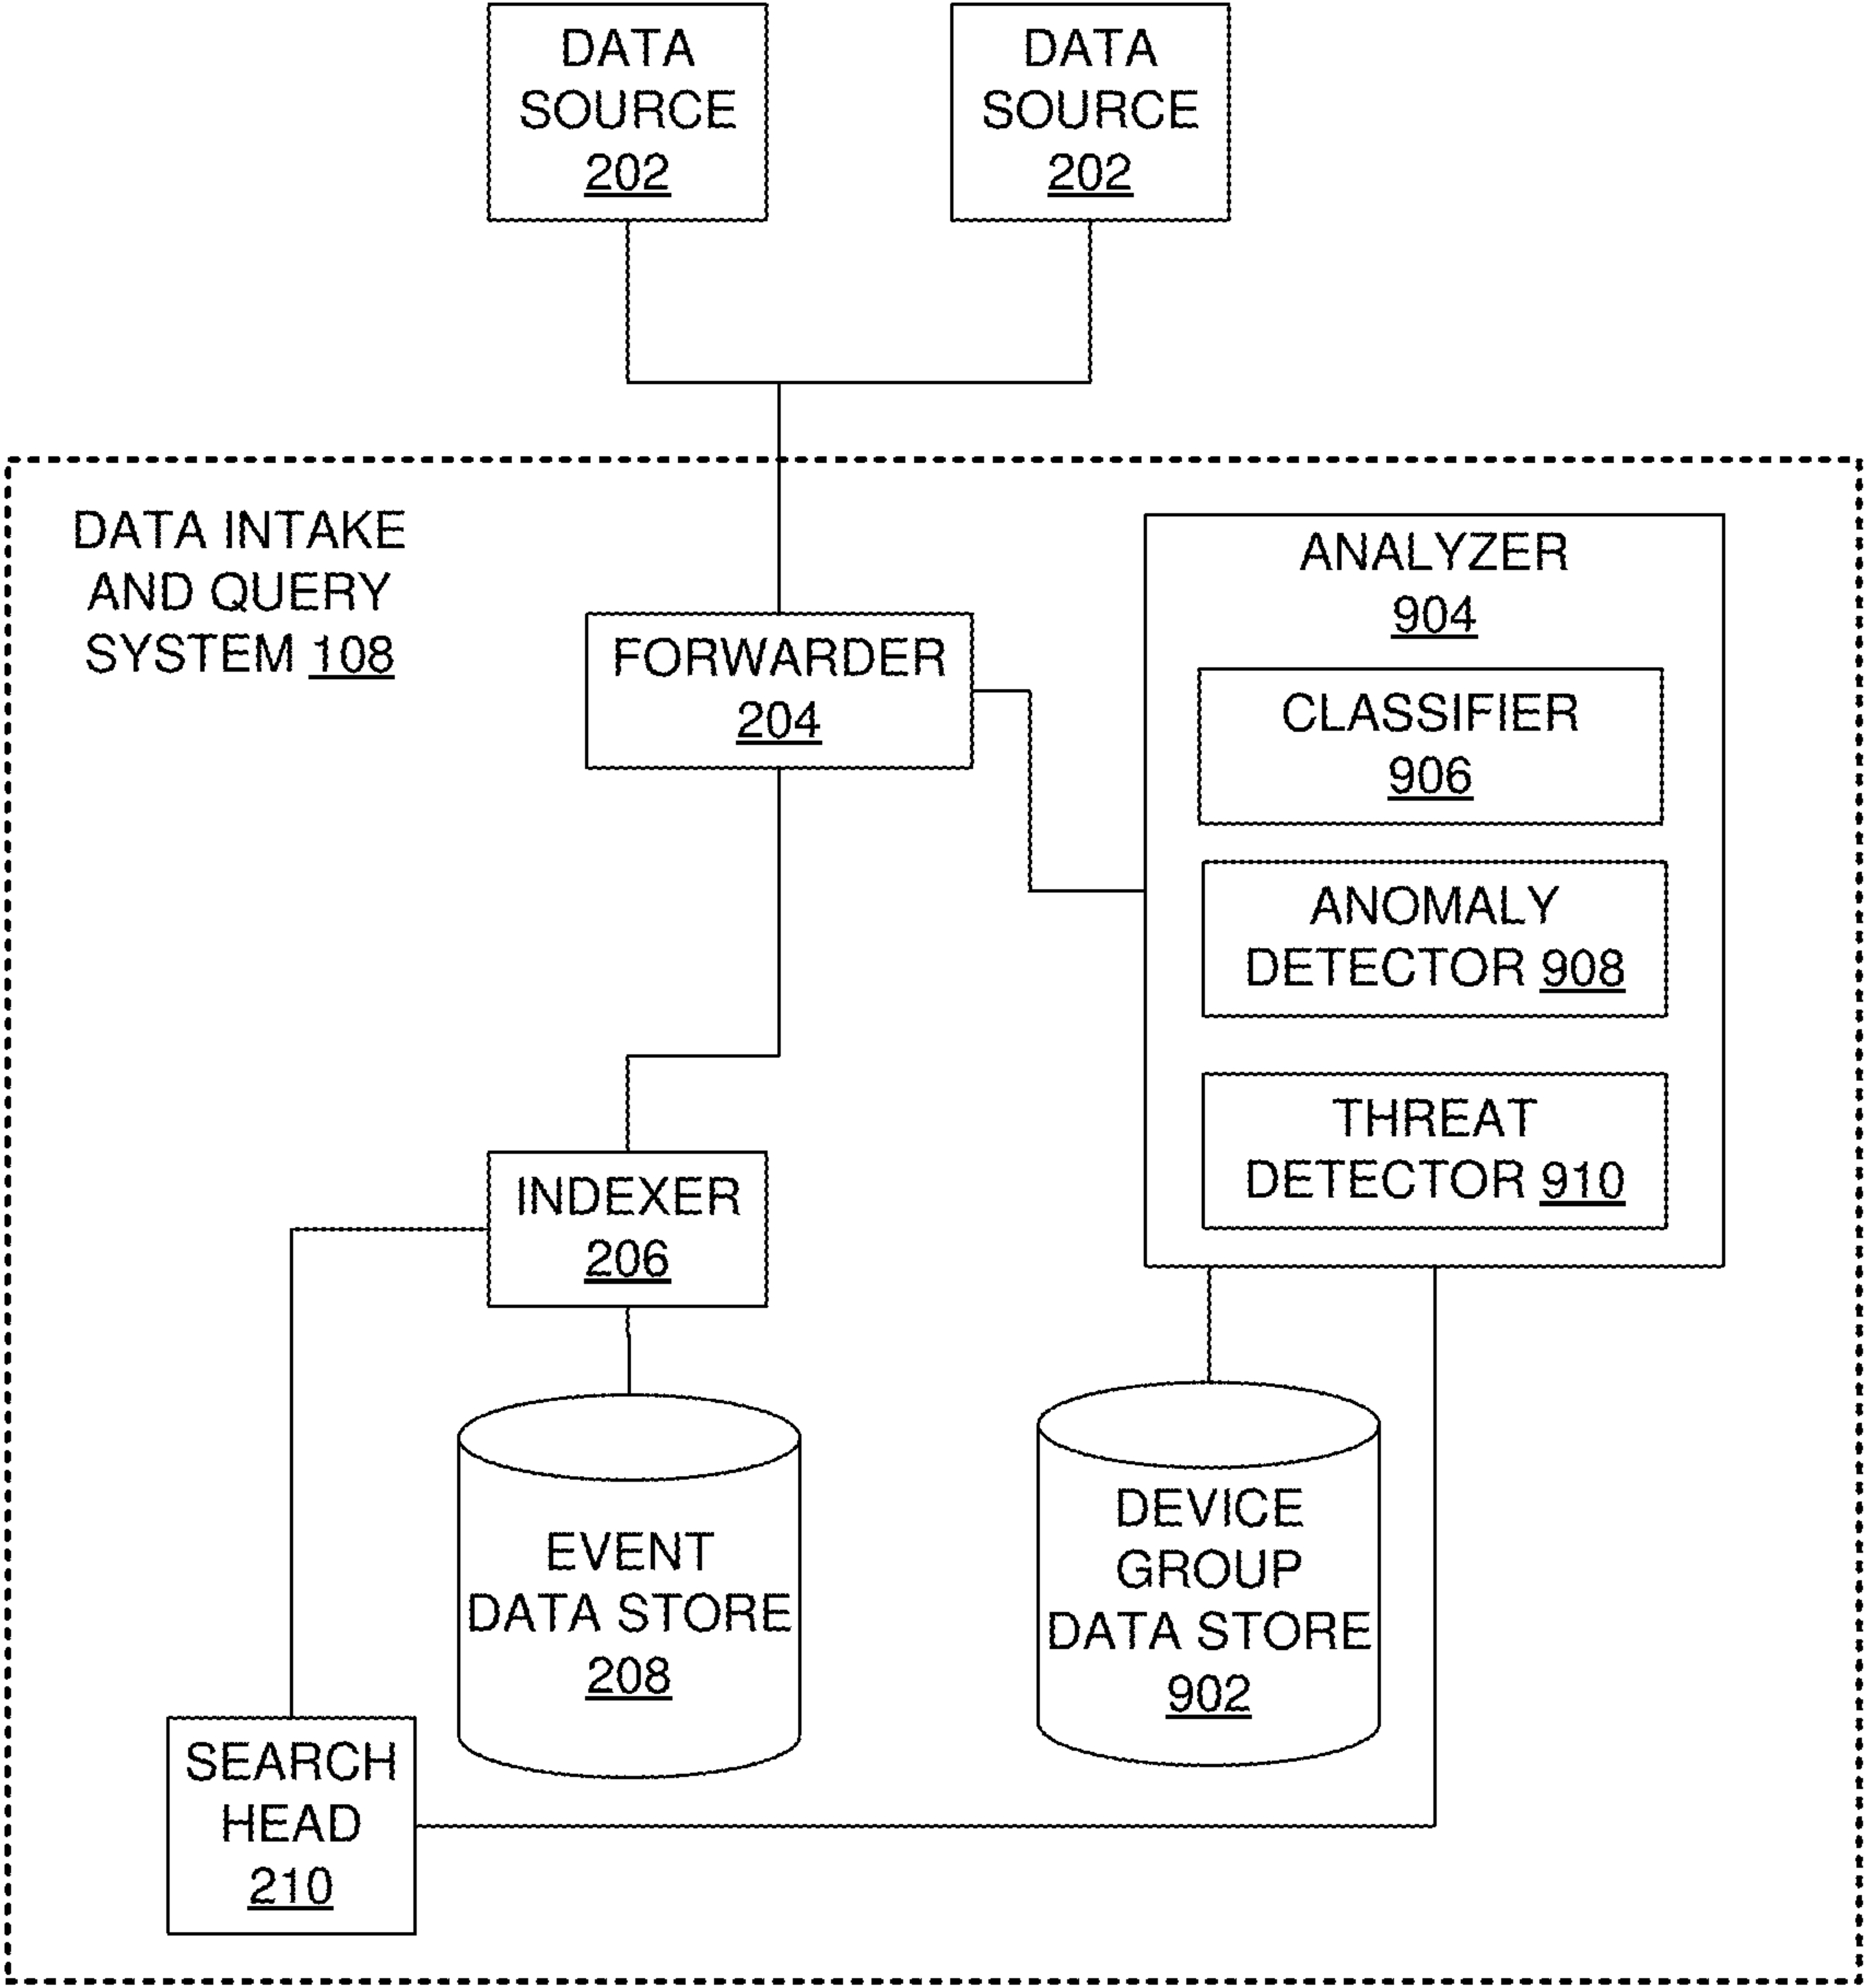 DATA
SOURCE
202
DATA
SOURCE
202
DATA INTAKE
AND QUERY
SYSTEM 108
FORWARDER
204
ANALYZER
904
CLASSIFIER
906
ANOMALY
DETECTOR 908
THREAT
DETECTOR 910
INDEXER
206
EVENT
DATA STORE
208
DEVICE
GROUP
DATA STORE
902
SEARCH
HEAD
210